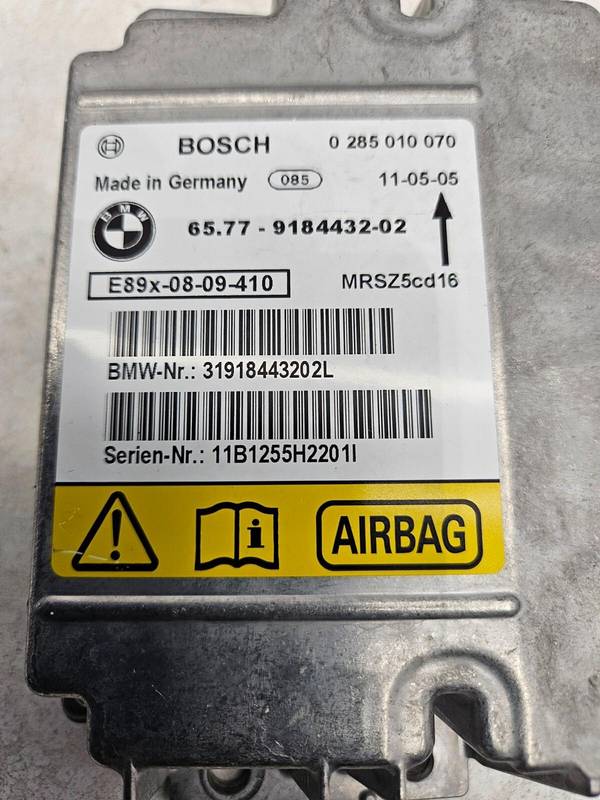 BOSCH 0 285 010 070
Made in Germany 085 11-05-05
BMW
65.77 - 9184432-02
E89x-08-09-410 MRSZ5cd16
BMW-Nr.: 31918443202L
Serien-Nr.: 11B1255H2201I
i AIRBAG